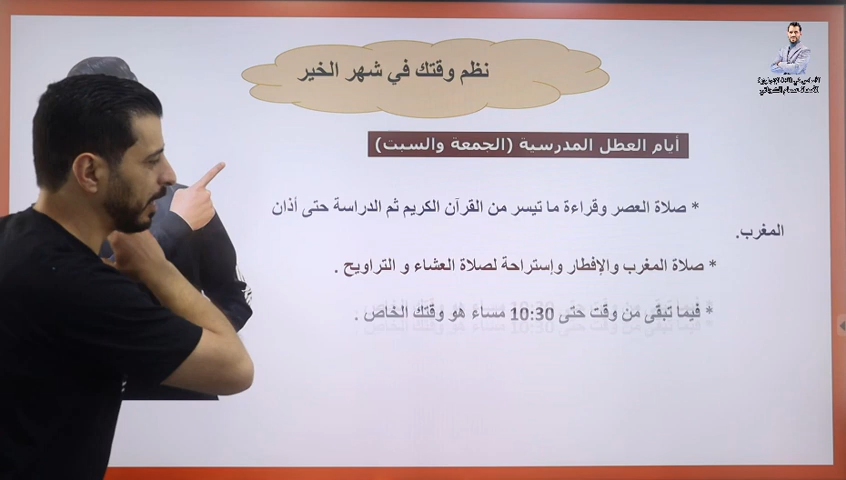 نظم وقتك في شهر الخير
أيام العطل المدرسية (الجمعة والسبت)
* صلاة العصر وقراءة ما تيسر من القرآن الكريم ثم الدراسة حتى أذان
المغرب.
* صلاة المغرب والإفطار وإستراحة لصلاة العشاء و التراويح .
* فيما تبقى من وقت حتى 10:30 مساء هو وقتك الخاص .